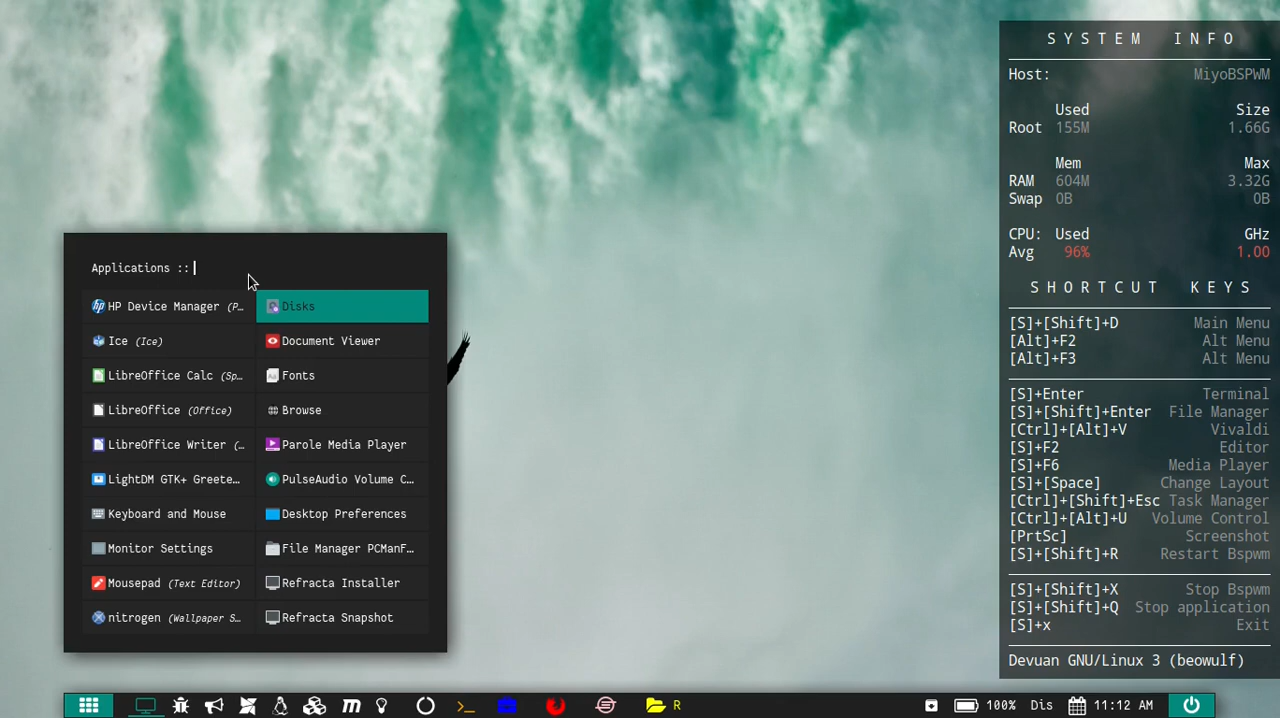 Applications ::
HP Device Manager (P…
Disks
Ice (Ice)
Document Viewer
LibreOffice Calc (Sp…
Fonts
LibreOffice (Office)
Browse
LibreOffice Writer (…
Parole Media Player
LightDM GTK+ Greete…
PulseAudio Volume C…
Keyboard and Mouse
Desktop Preferences
Monitor Settings
File Manager PCManF…
Mousepad (Text Editor)
Refracta Installer
nitrogen (Wallpaper S…
Refracta Snapshot
SYSTEM INFO
Host: MiyoBSPWM
Used Size
Root 155M 1.66G
Mem Max
RAM 604M 3.32G
Swap 0B 0B
CPU: Used GHz
Avg 96% 1.00
SHORTCUT KEYS
[S]+[Shift]+D Main Menu
[Alt]+F2 Alt Menu
[Alt]+F3 Alt Menu
[S]+Enter Terminal
[S]+[Shift]+Enter File Manager
[Ctrl]+[Alt]+V Vivaldi
[S]+F2 Editor
[S]+F6 Media Player
[S]+[Space] Change Layout
[Ctrl]+[Shift]+Esc Task Manager
[Ctrl]+[Alt]+U Volume Control
[PrtSc] Screenshot
[S]+[Shift]+R Restart Bspwm
[S]+[Shift]+X Stop Bspwm
[S]+[Shift]+Q Stop application
[S]+x Exit
Devuan GNU/Linux 3 (beowulf)
R 100% Dis 11:12 AM